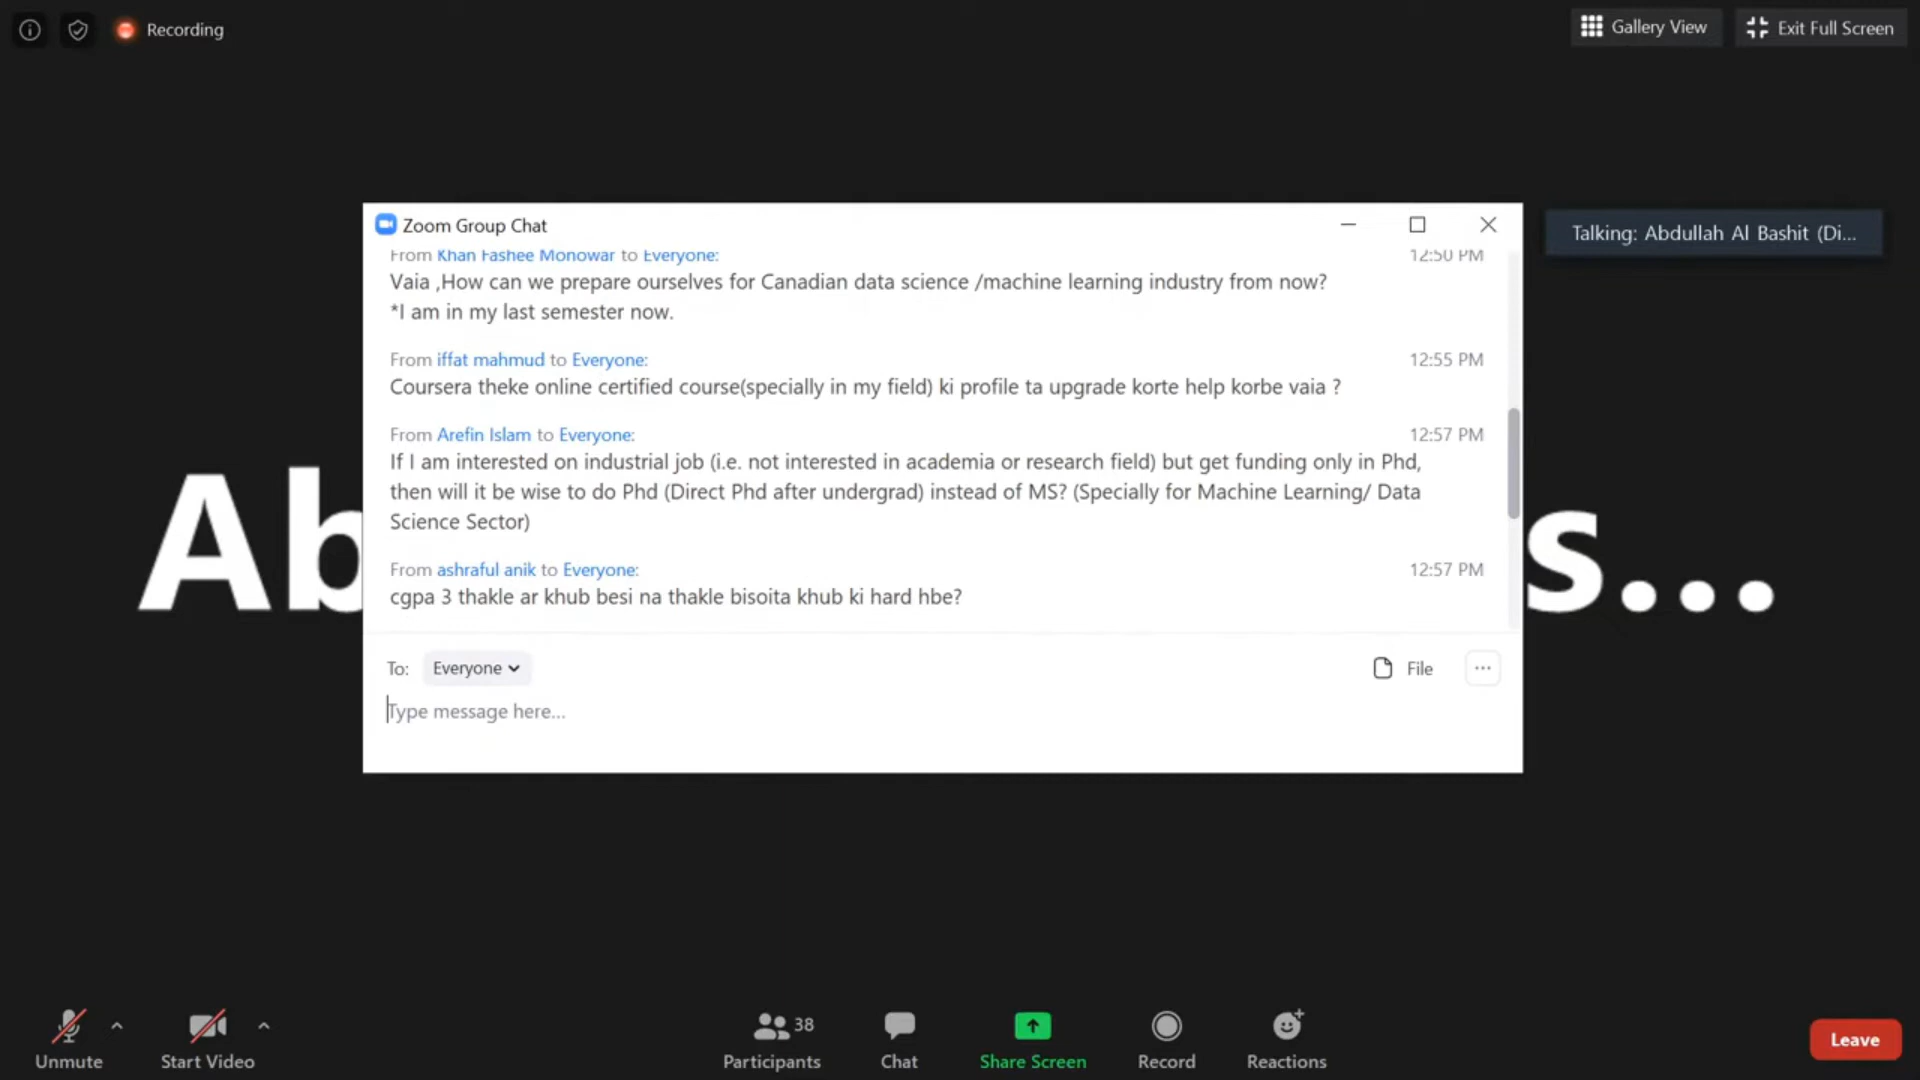 Recording
Gallery View
Exit Full Screen
Zoom Group Chat
Talking: Abdullah Al Bashit (Di...
From Khan Fashee Monowar to Everyone: 12:50 PM
Vaia ,How can we prepare ourselves for Canadian data science /machine learning industry from now?
*I am in my last semester now.
From iffat mahmud to Everyone: 12:55 PM
Coursera theke online certified course(specially in my field) ki profile ta upgrade korte help korbe vaia ?
From Arefin Islam to Everyone: 12:57 PM
If I am interested on industrial job (i.e. not interested in academia or research field) but get funding only in Phd,
then will it be wise to do Phd (Direct Phd after undergrad) instead of MS? (Specially for Machine Learning/ Data
Science Sector)
From ashraful anik to Everyone: 12:57 PM
cgpa 3 thakle ar khub besi na thakle bisoita khub ki hard hbe?
Ab s...
To: Everyone File ...
Type message here...
38
Unmute Start Video Participants Chat Share Screen Record Reactions Leave